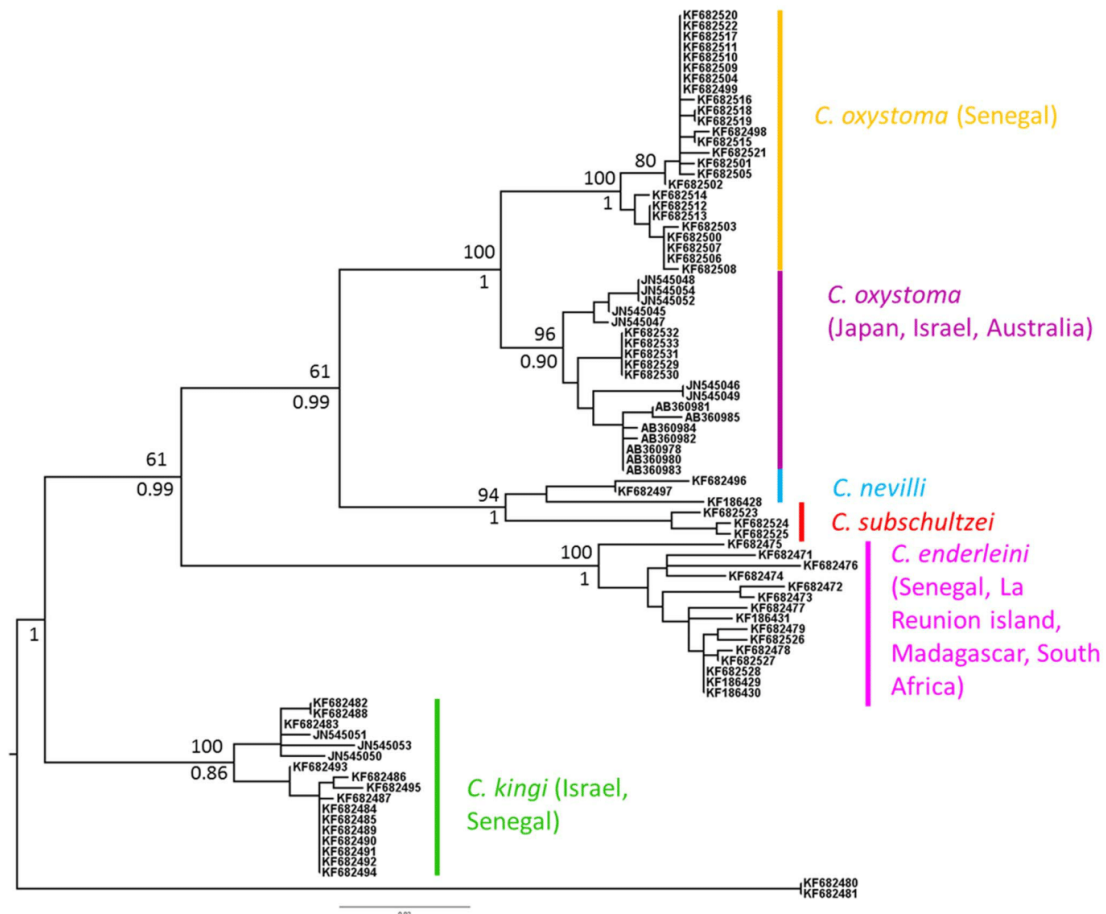 KF682520
KF682522
KF682517
KF682511
KF682510
KF682509
KF682504
KF682499
KF682516
KF682518
KF682519
KF682498
KF682515
KF682521
KF682501
KF682505
KF682502
KF682514
KF682512
KF682513
KF682503
KF682500
KF682507
KF682506
KF682508
C. oxystoma (Senegal)
80
100
1
100
1
JN545048
JN545054
JN545052
JN545045
JN545047
KF682532
KF682533
KF682531
KF682529
KF682530
JN545046
JN545049
AB360981
AB360985
AB360984
AB360982
AB360978
AB360980
AB360983
C. oxystoma
(Japan, Israel, Australia)
96
0.90
61
0.99
KF682496
KF682497
KF186428
C. nevilli
94
1
KF682523
KF682524
KF682525
C. subschultzei
61
0.99
KF682475
KF682471
KF682476
KF682474
KF682472
KF682473
KF682477
KF186431
KF682479
KF682526
KF682478
KF682527
KF682528
KF186429
KF186430
C. enderleini
(Senegal, La
Reunion island,
Madagascar, South
Africa)
100
1
1
KF682482
KF682488
KF682483
JN545051
JN545053
JN545050
KF682493
KF682486
KF682495
KF682487
KF682484
KF682485
KF682489
KF682490
KF682491
KF682492
KF682494
C. kingi (Israel,
Senegal)
100
0.86
KF682480
KF682481